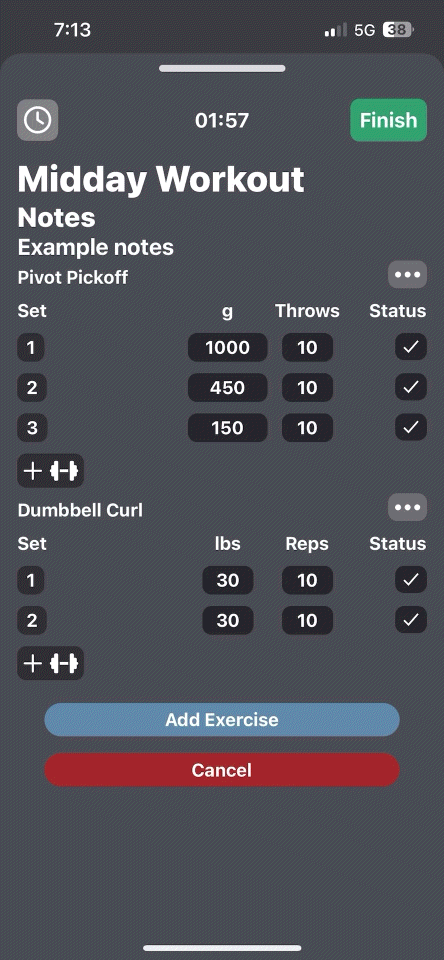 7:13 5G 38
01:57 Finish
Midday Workout
Notes
Example notes
Pivot Pickoff
Set g Throws Status
1 1000 10
2 450 10
3 150 10
Dumbbell Curl
Set lbs Reps Status
1 30 10
2 30 10
Add Exercise
Cancel